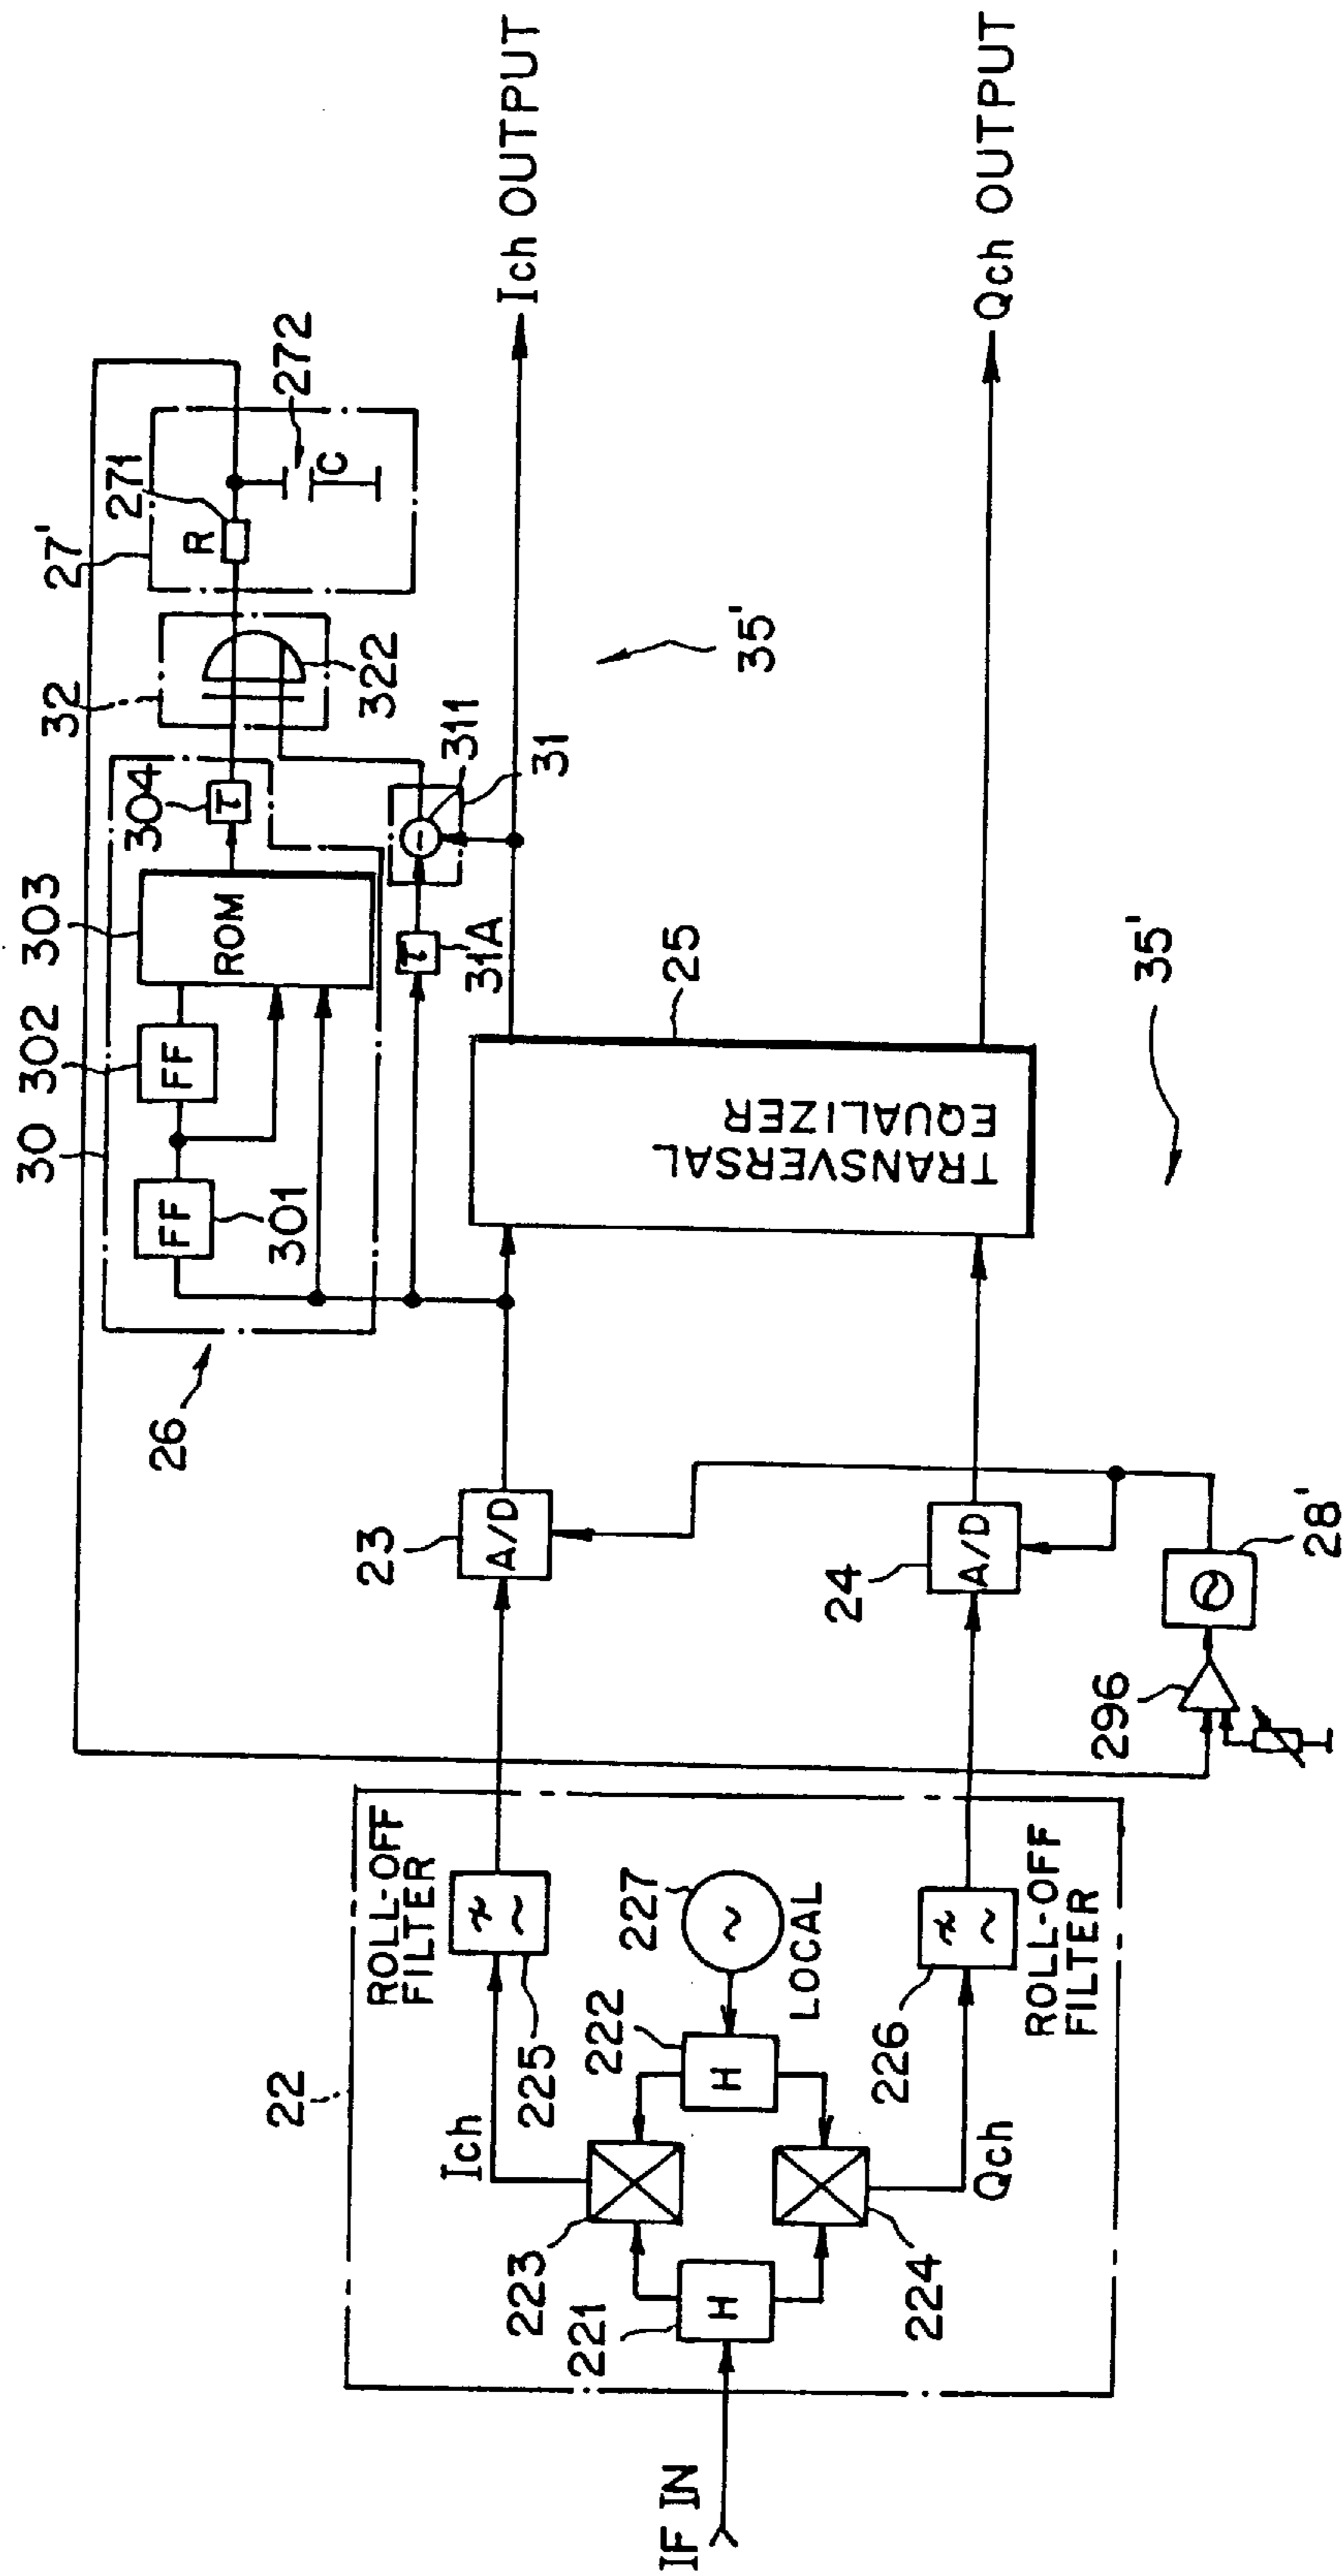 IF IN
22
221
H
223
224
Ich
Qch
222
H
227
~
LOCAL
225
226
ROLL-OFF
FILTER
ROLL-OFF
FILTER
23
A/D
24
A/D
296
28'
26
30
301
FF
302
FF
303
ROM
304
τ
31A
τ
TRANSVERSAL
EQUALIZER
25
31
311
−
32
322
27'
271
R
272
C
35'
35'
Ich OUTPUT
Qch OUTPUT